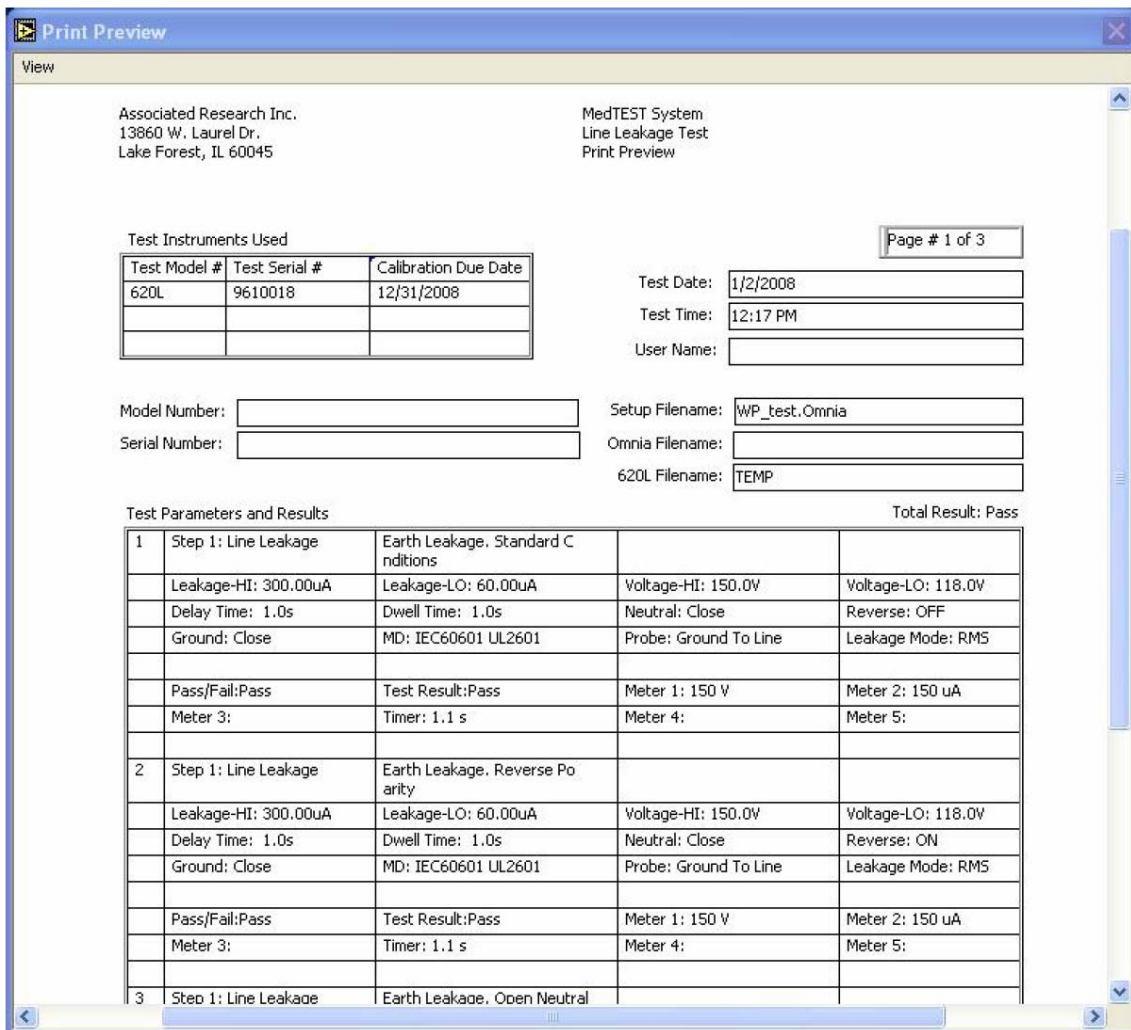 Print Preview
View
Associated Research Inc.
13860 W. Laurel Dr.
Lake Forest, IL 60045
MedTEST System
Line Leakage Test
Print Preview
Test Instruments Used
Page # 1 of 3
Test Model # Test Serial # Calibration Due Date
620L 9610018 12/31/2008
Test Date: 1/2/2008
Test Time: 12:17 PM
User Name:
Model Number:
Serial Number:
Setup Filename: WP_test.Omnia
Omnia Filename:
620L Filename: TEMP
Test Parameters and Results
Total Result: Pass
1 Step 1: Line Leakage Earth Leakage. Standard C
nditions
Leakage-HI: 300.00uA Leakage-LO: 60.00uA Voltage-HI: 150.0V Voltage-LO: 118.0V
Delay Time: 1.0s Dwell Time: 1.0s Neutral: Close Reverse: OFF
Ground: Close MD: IEC60601 UL2601 Probe: Ground To Line Leakage Mode: RMS
Pass/Fail:Pass Test Result:Pass Meter 1: 150 V Meter 2: 150 uA
Meter 3: Timer: 1.1 s Meter 4: Meter 5:
2 Step 1: Line Leakage Earth Leakage. Reverse Po
arity
Leakage-HI: 300.00uA Leakage-LO: 60.00uA Voltage-HI: 150.0V Voltage-LO: 118.0V
Delay Time: 1.0s Dwell Time: 1.0s Neutral: Close Reverse: ON
Ground: Close MD: IEC60601 UL2601 Probe: Ground To Line Leakage Mode: RMS
Pass/Fail:Pass Test Result:Pass Meter 1: 150 V Meter 2: 150 uA
Meter 3: Timer: 1.1 s Meter 4: Meter 5:
3 Step 1: Line Leakage Earth Leakage. Open Neutral